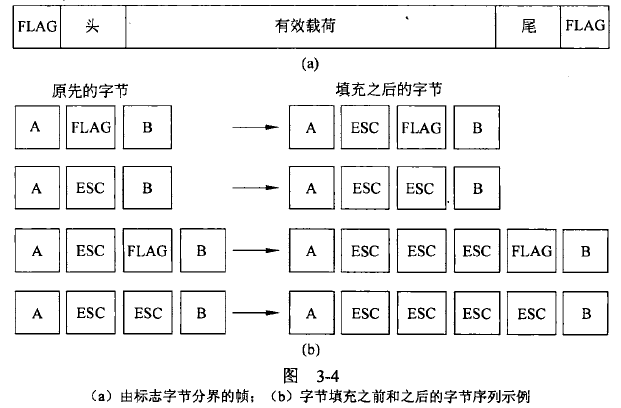 FLAG 头 有效载荷 尾 FLAG
(a)
原先的字节 填充之后的字节
A FLAG B A ESC FLAG B
A ESC B A ESC ESC B
A ESC FLAG B A ESC ESC ESC FLAG B
A ESC ESC B A ESC ESC ESC ESC B
(b)
图 3-4
(a) 由标志字节分界的帧；(b) 字节填充之前和之后的字节序列示例